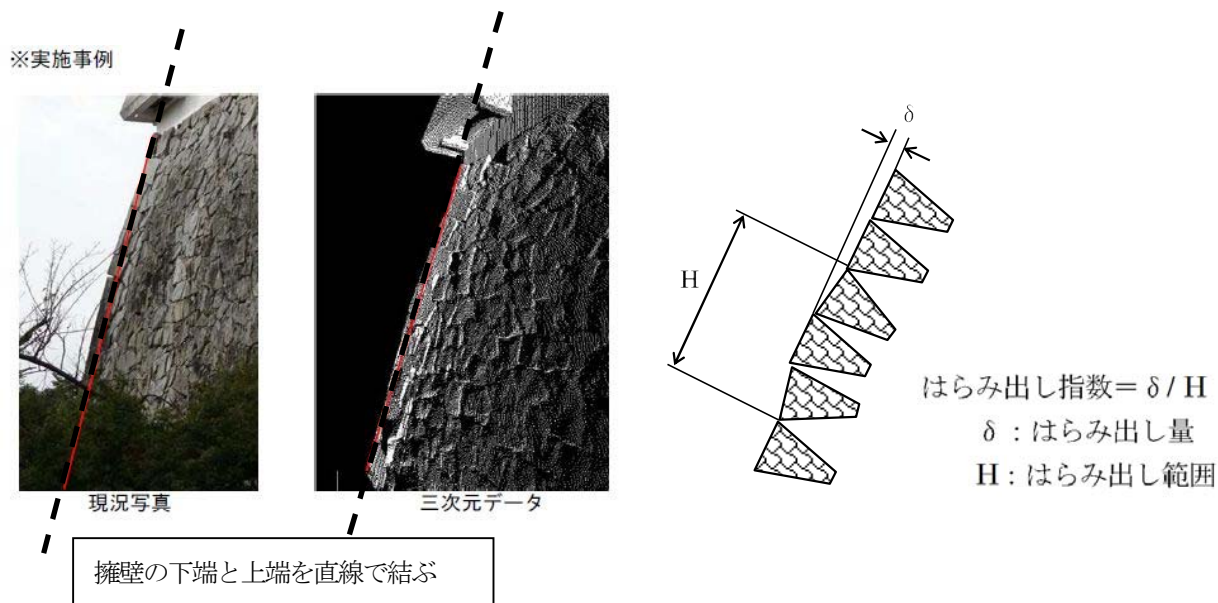 ※実施事例
現況写真
三次元データ
擁壁の下端と上端を直線で結ぶ
δ
H
はらみ出し指数＝δ / H
δ：はらみ出し量
H：はらみ出し範囲